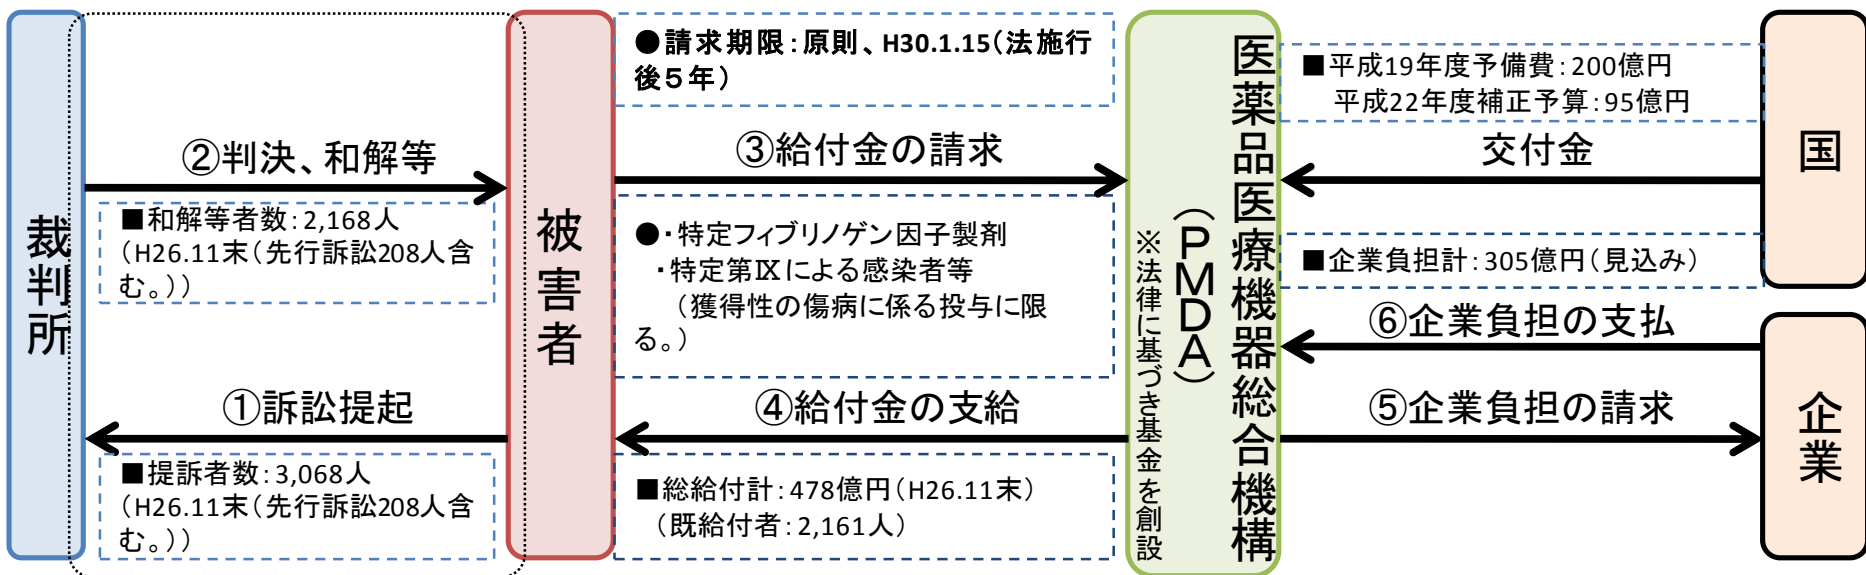 裁判所
②判決、和解等
■和解等者数：2,168人
（H26.11末（先行訴訟208人含
む。））
①訴訟提起
■提訴者数：3,068人
（H26.11末（先行訴訟208人含
む。））
被害者
●請求期限：原則、H30.1.15（法施行
後５年）
③給付金の請求
●・特定フィブリノゲン因子製剤
・特定第Ⅸによる感染者等
（獲得性の傷病に係る投与に限
る。）
④給付金の支給
■総給付計：478億円（H26.11末）
（既給付者：2,161人）
医薬品医療機器総合機構
（ＰＭＤＡ）
※法律に基づき基金を創設
■平成19年度予備費：200億円
平成22年度補正予算：95億円
交付金
■企業負担計：305億円（見込み）
⑥企業負担の支払
⑤企業負担の請求
国
企業